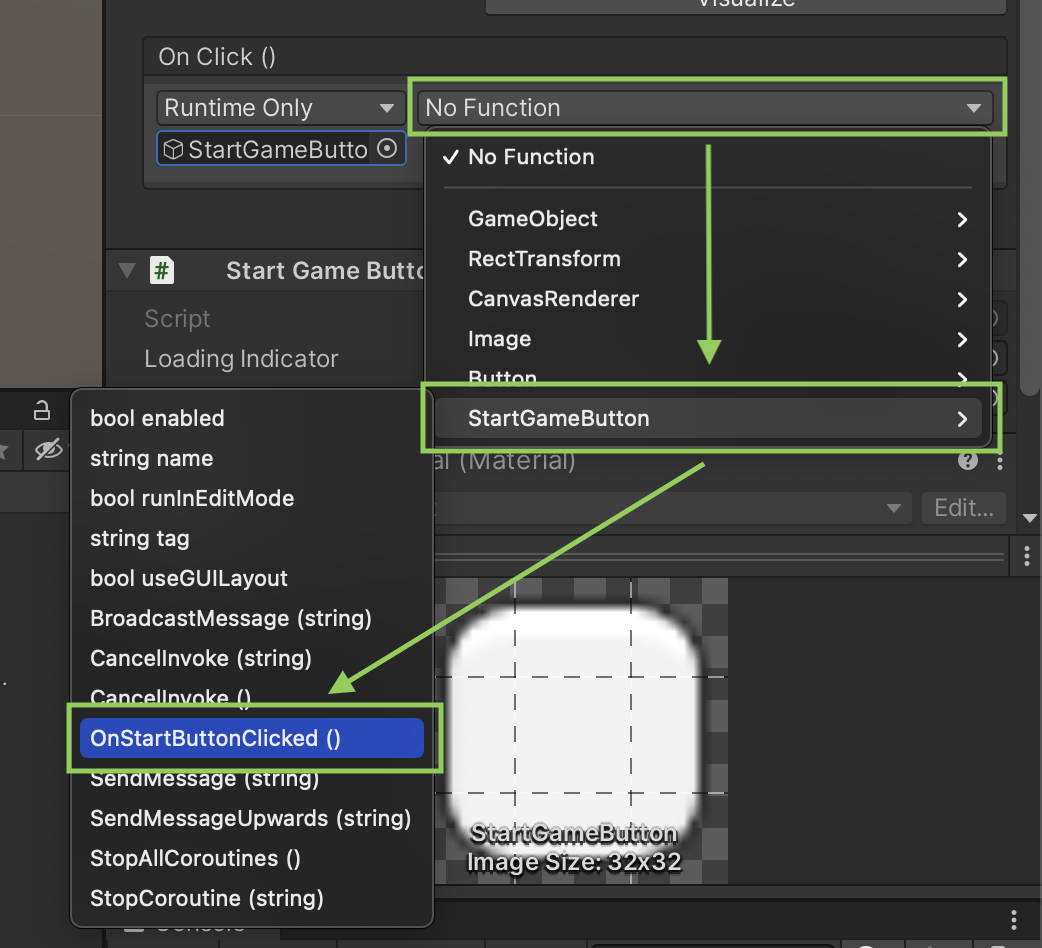 Visualize
On Click ()
Runtime Only
No Function
StartGameButto
No Function
GameObject
RectTransform
CanvasRenderer
Image
Button
StartGameButton
Start Game Butto
Script
Loading Indicator
al (Material)
Edit...
bool enabled
string name
bool runInEditMode
string tag
bool useGUILayout
BroadcastMessage (string)
CancelInvoke (string)
CancelInvoke ()
OnStartButtonClicked ()
SendMessage (string)
SendMessageUpwards (string)
StopAllCoroutines ()
StopCoroutine (string)
StartGameButton
Image Size: 32x32
Console